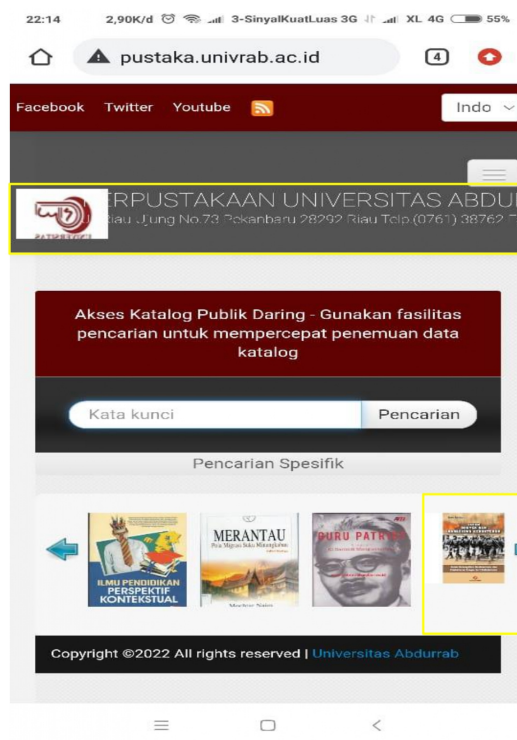 22:14 2,90K/d 3-SinyalKuatLuas 3G XL 4G 55%
pustaka.univrab.ac.id 4
Facebook Twitter Youtube Indo
ERPUSTAKAAN UNIVERSITAS ABDU
Riau Ujung No.73 Pekanbaru 28292 Riau Telp.(0761) 38762
Akses Katalog Publik Daring - Gunakan fasilitas
pencarian untuk mempercepat penemuan data
katalog
Kata kunci Pencarian
Pencarian Spesifik
MERANTAU
GURU PATR
ILMU PENDIDIKAN
PERSPEKTIF
KONTEKSTUAL
Mochtar Naim
Copyright ©2022 All rights reserved | Universitas Abdurrab